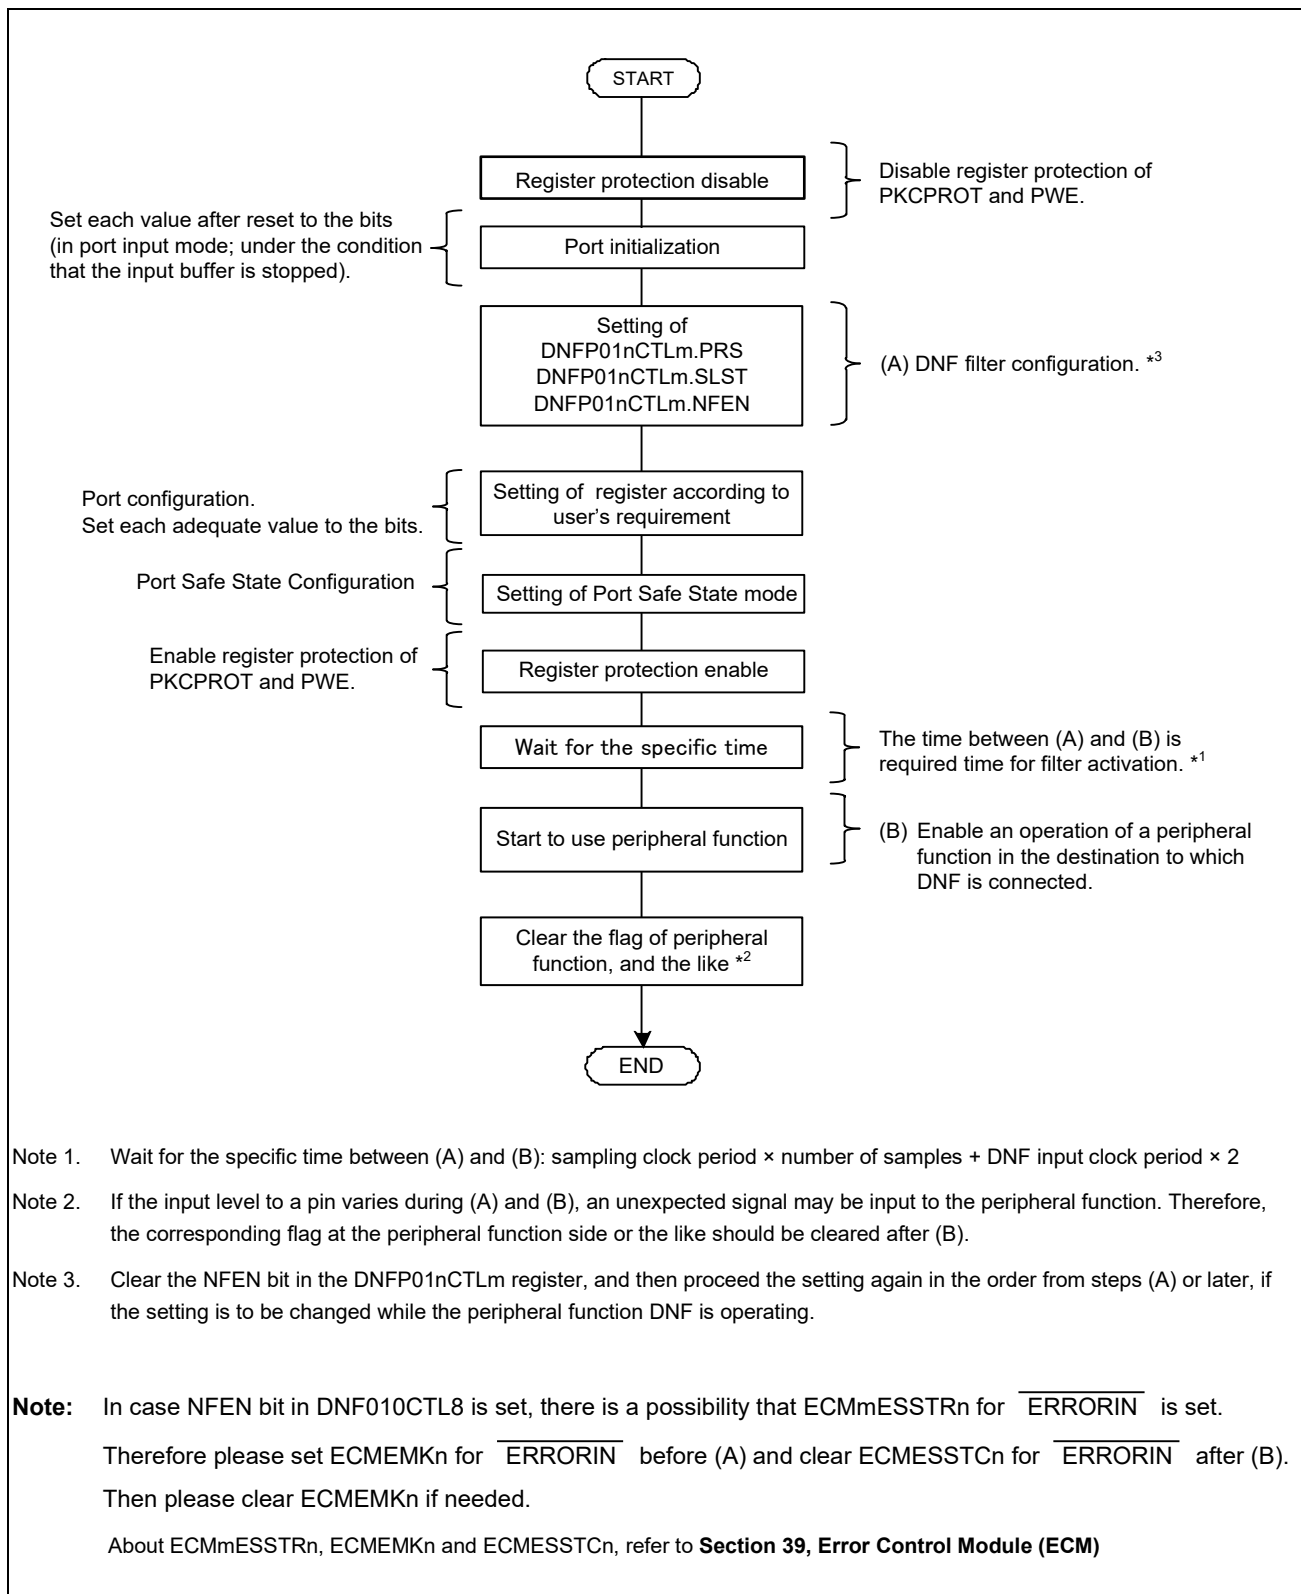 START
Register protection disable
Disable register protection of
PKCPROT and PWE.
Set each value after reset to the bits
(in port input mode; under the condition
that the input buffer is stopped).
Port initialization
Setting of
DNFP01nCTLm.PRS
DNFP01nCTLm.SLST
DNFP01nCTLm.NFEN
(A) DNF filter configuration. *3
Port configuration.
Set each adequate value to the bits.
Setting of register according to
user's requirement
Port Safe State Configuration
Setting of Port Safe State mode
Enable register protection of
PKCPROT and PWE.
Register protection enable
Wait for the specific time
The time between (A) and (B) is
required time for filter activation. *1
Start to use peripheral function
(B) Enable an operation of a peripheral
function in the destination to which
DNF is connected.
Clear the flag of peripheral
function, and the like *2
END
Note 1. Wait for the specific time between (A) and (B): sampling clock period × number of samples + DNF input clock period × 2
Note 2. If the input level to a pin varies during (A) and (B), an unexpected signal may be input to the peripheral function. Therefore,
the corresponding flag at the peripheral function side or the like should be cleared after (B).
Note 3. Clear the NFEN bit in the DNFP01nCTLm register, and then proceed the setting again in the order from steps (A) or later, if
the setting is to be changed while the peripheral function DNF is operating.
Note: In case NFEN bit in DNF010CTL8 is set, there is a possibility that ECMmESSTRn for ERRORIN is set.
Therefore please set ECMEMKn for ERRORIN before (A) and clear ECMESSTCn for ERRORIN after (B).
Then please clear ECMEMKn if needed.
About ECMmESSTRn, ECMEMKn and ECMESSTCn, refer to Section 39, Error Control Module (ECM)